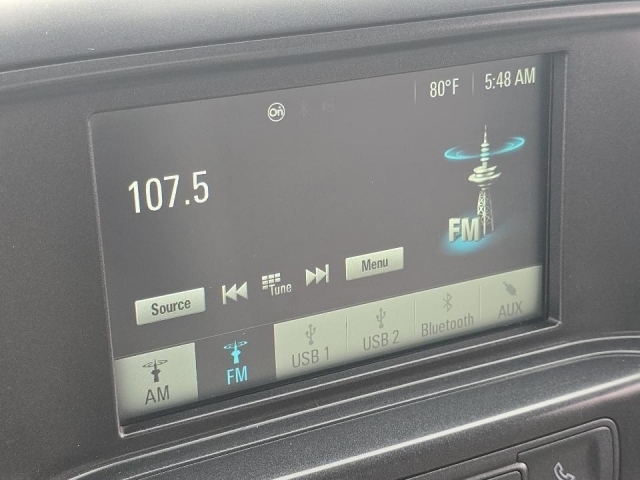 80°F 5:48 AM
On
107.5
FM
Source Tune Menu
AM FM USB 1 USB 2 Bluetooth AUX